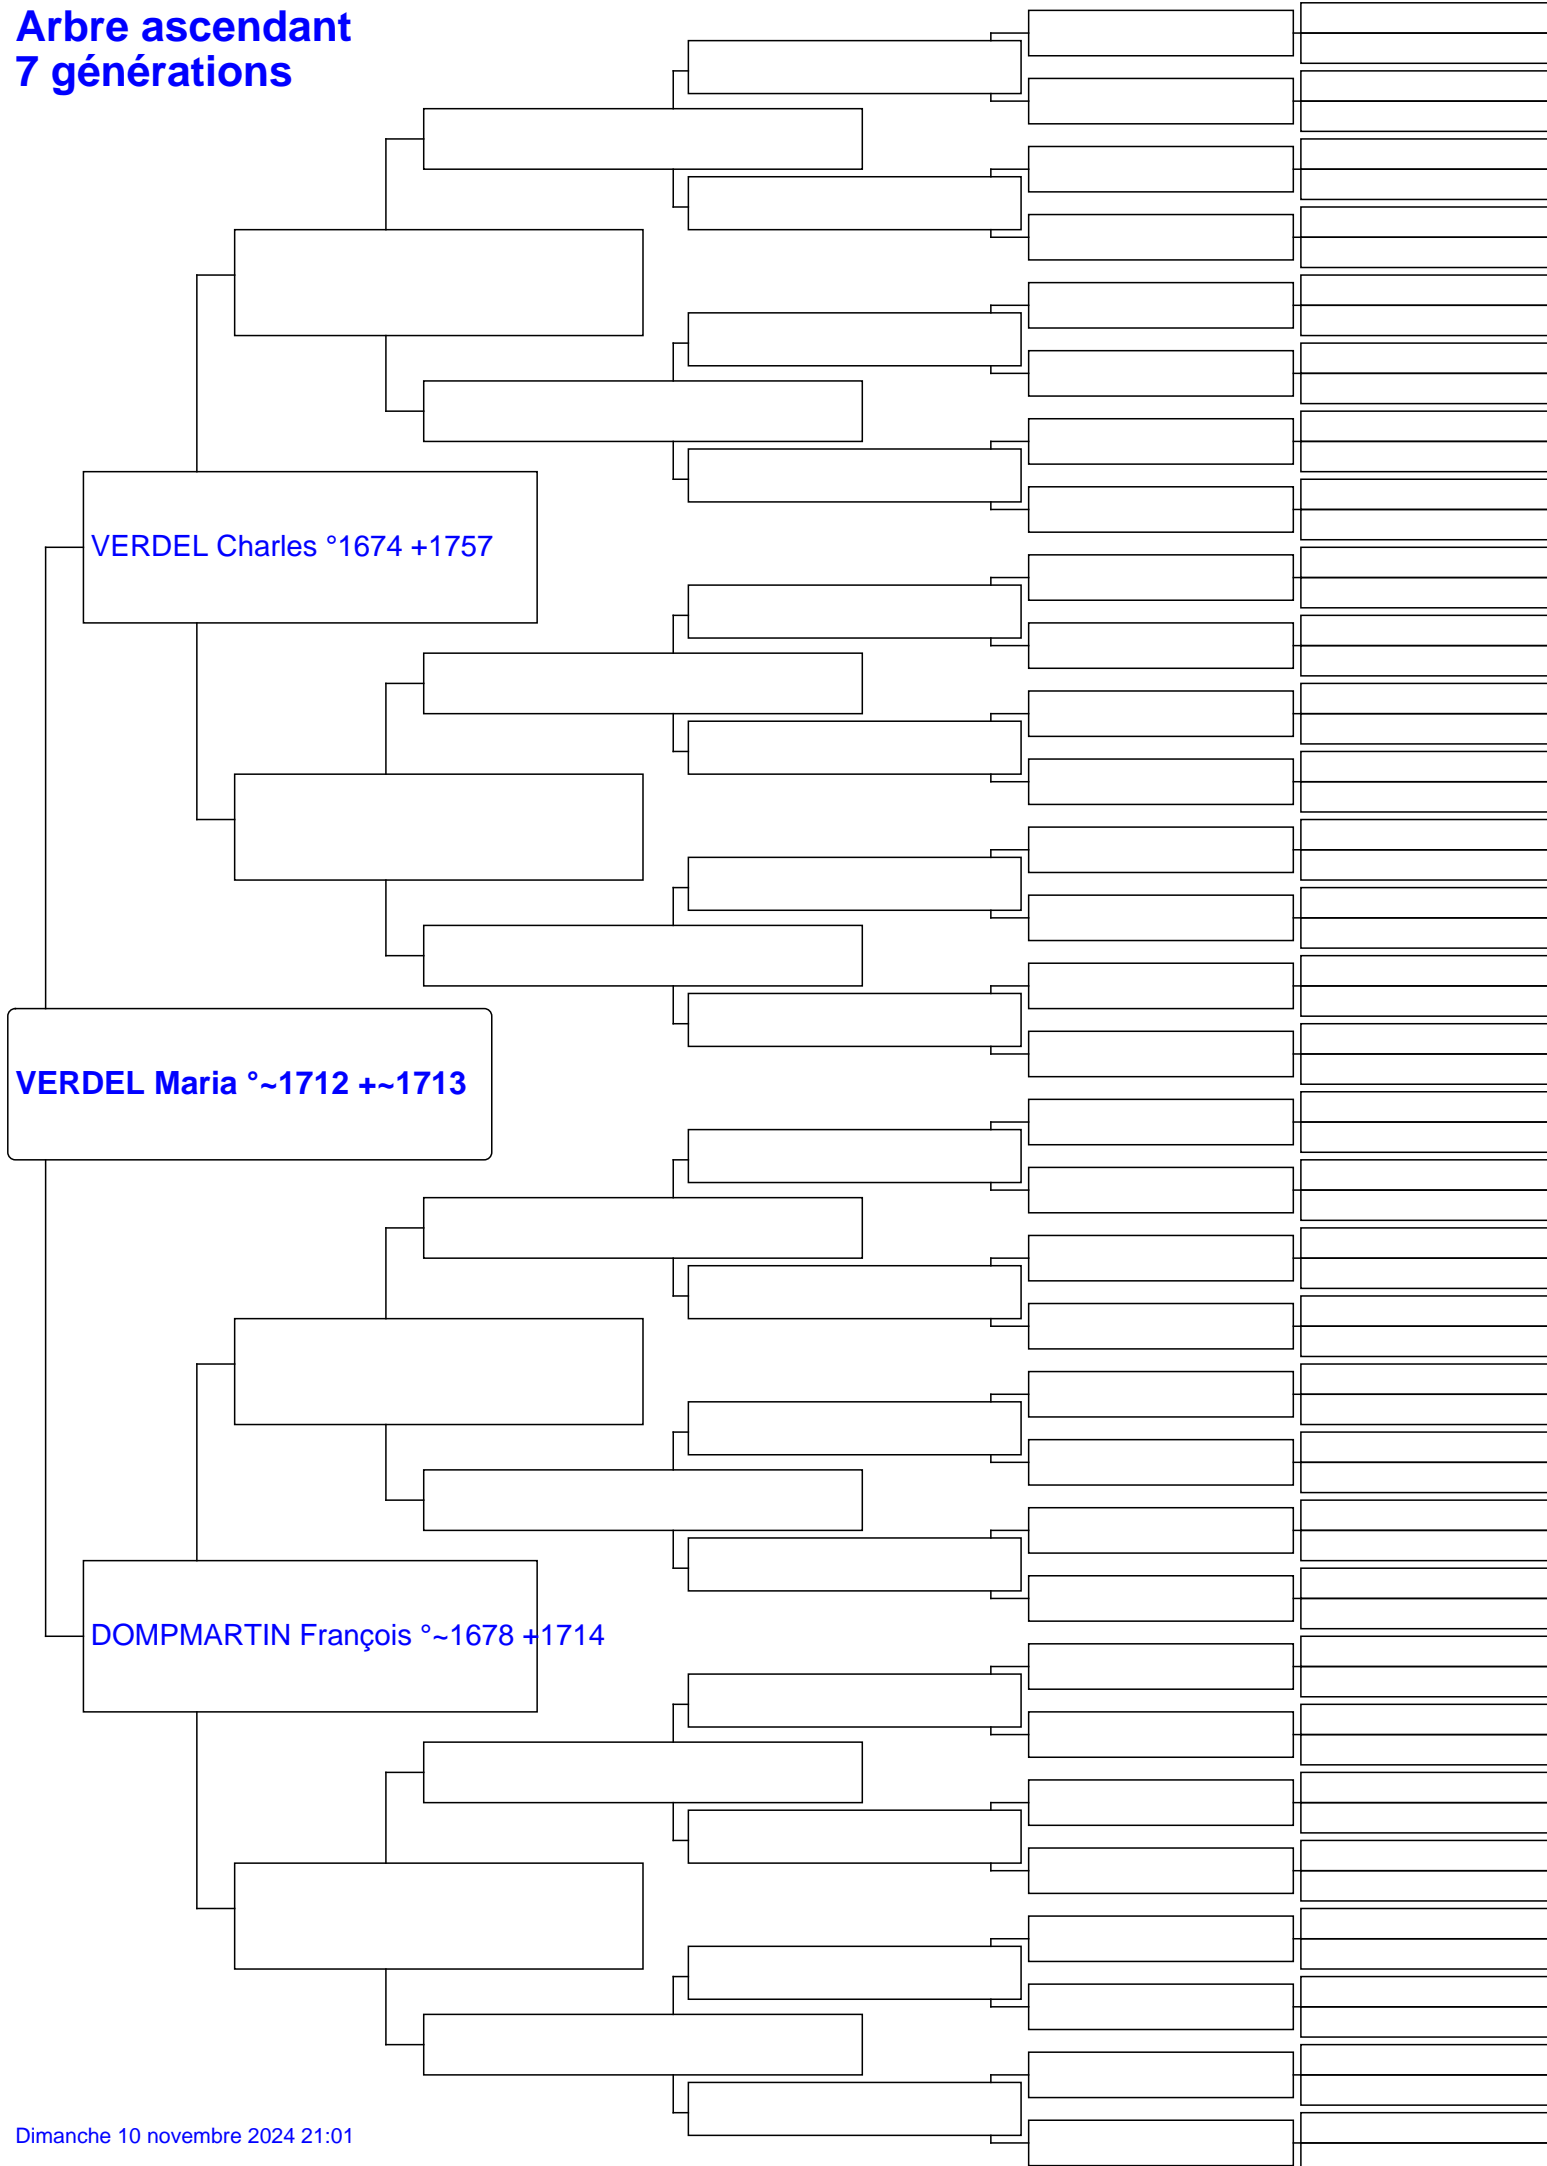 Arbre ascendant
7 générations
VERDEL Charles °1674 +1757
VERDEL Maria °~1712 +~1713
DOMPMARTIN François °~1678 +1714
Dimanche 10 novembre 2024 21:01